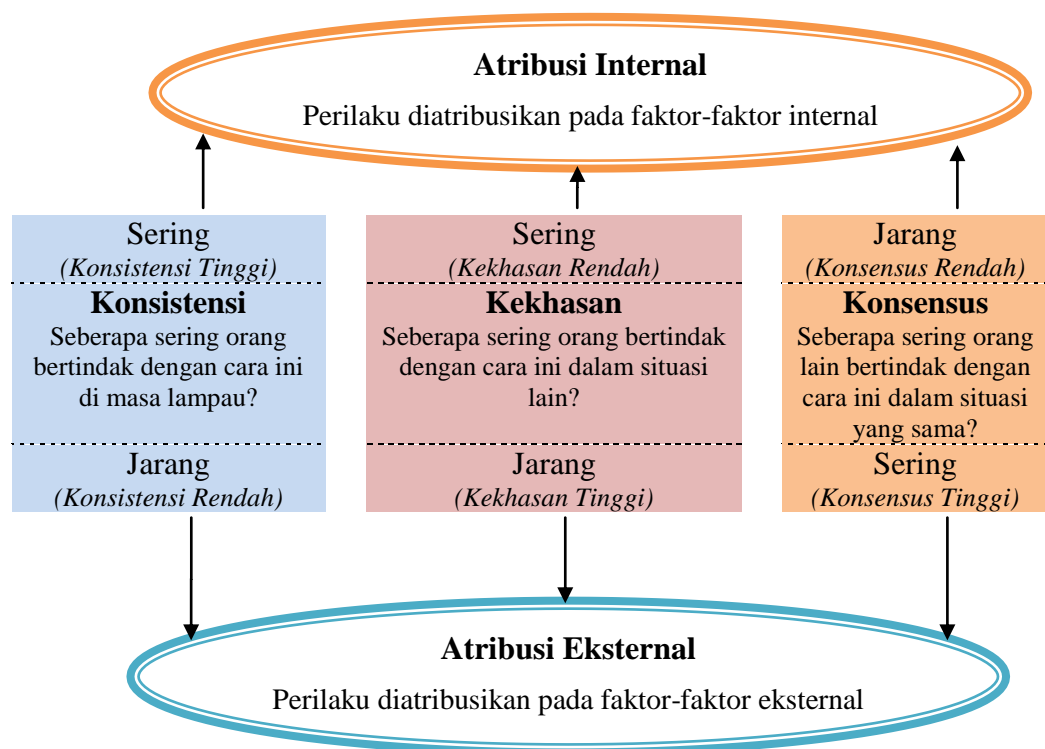 Atribusi Internal
Perilaku diatribusikan pada faktor-faktor internal
Sering
(Konsistensi Tinggi)
Konsistensi
Seberapa sering orang
bertindak dengan cara ini
di masa lampau?
Jarang
(Konsistensi Rendah)
Sering
(Kekhasan Rendah)
Kekhasan
Seberapa sering orang bertindak
dengan cara ini dalam situasi
lain?
Jarang
(Kekhasan Tinggi)
Jarang
(Konsensus Rendah)
Konsensus
Seberapa sering orang
lain bertindak dengan
cara ini dalam situasi
yang sama?
Sering
(Konsensus Tinggi)
Atribusi Eksternal
Perilaku diatribusikan pada faktor-faktor eksternal